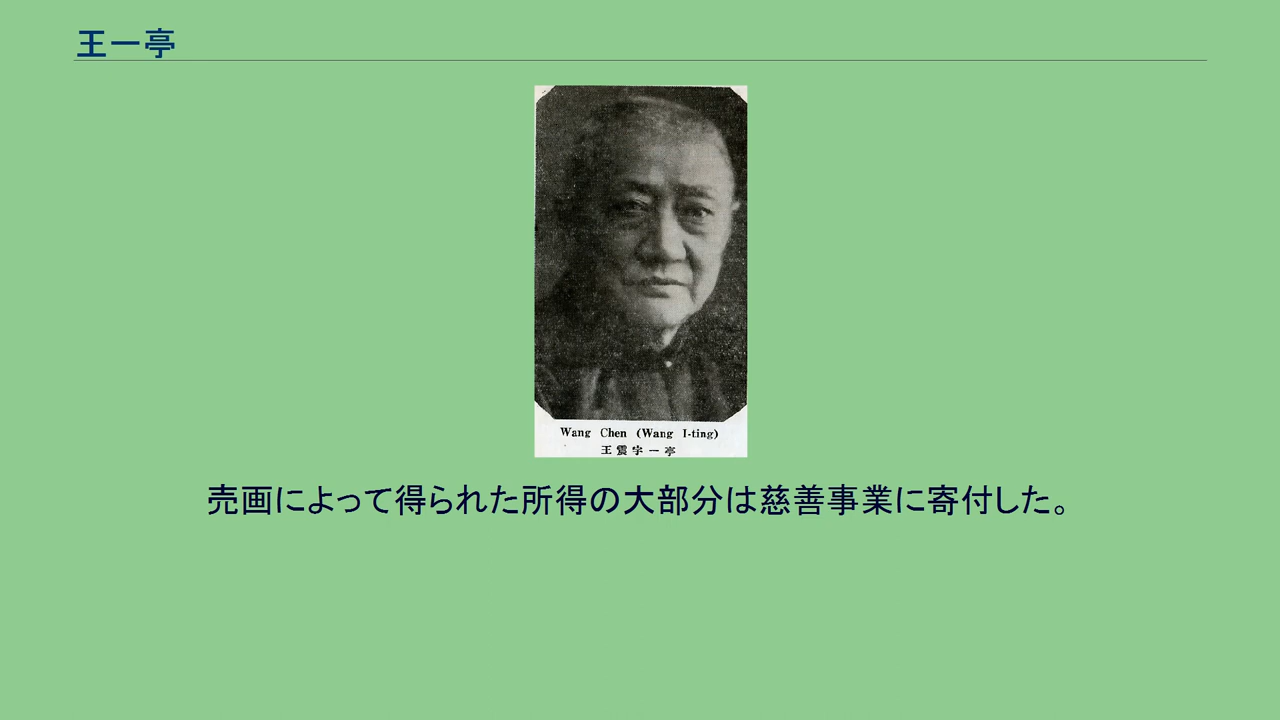 王一亭
Wang Chen (Wang I-ting)
王震字一亭
売画によって得られた所得の大部分は慈善事業に寄付した。